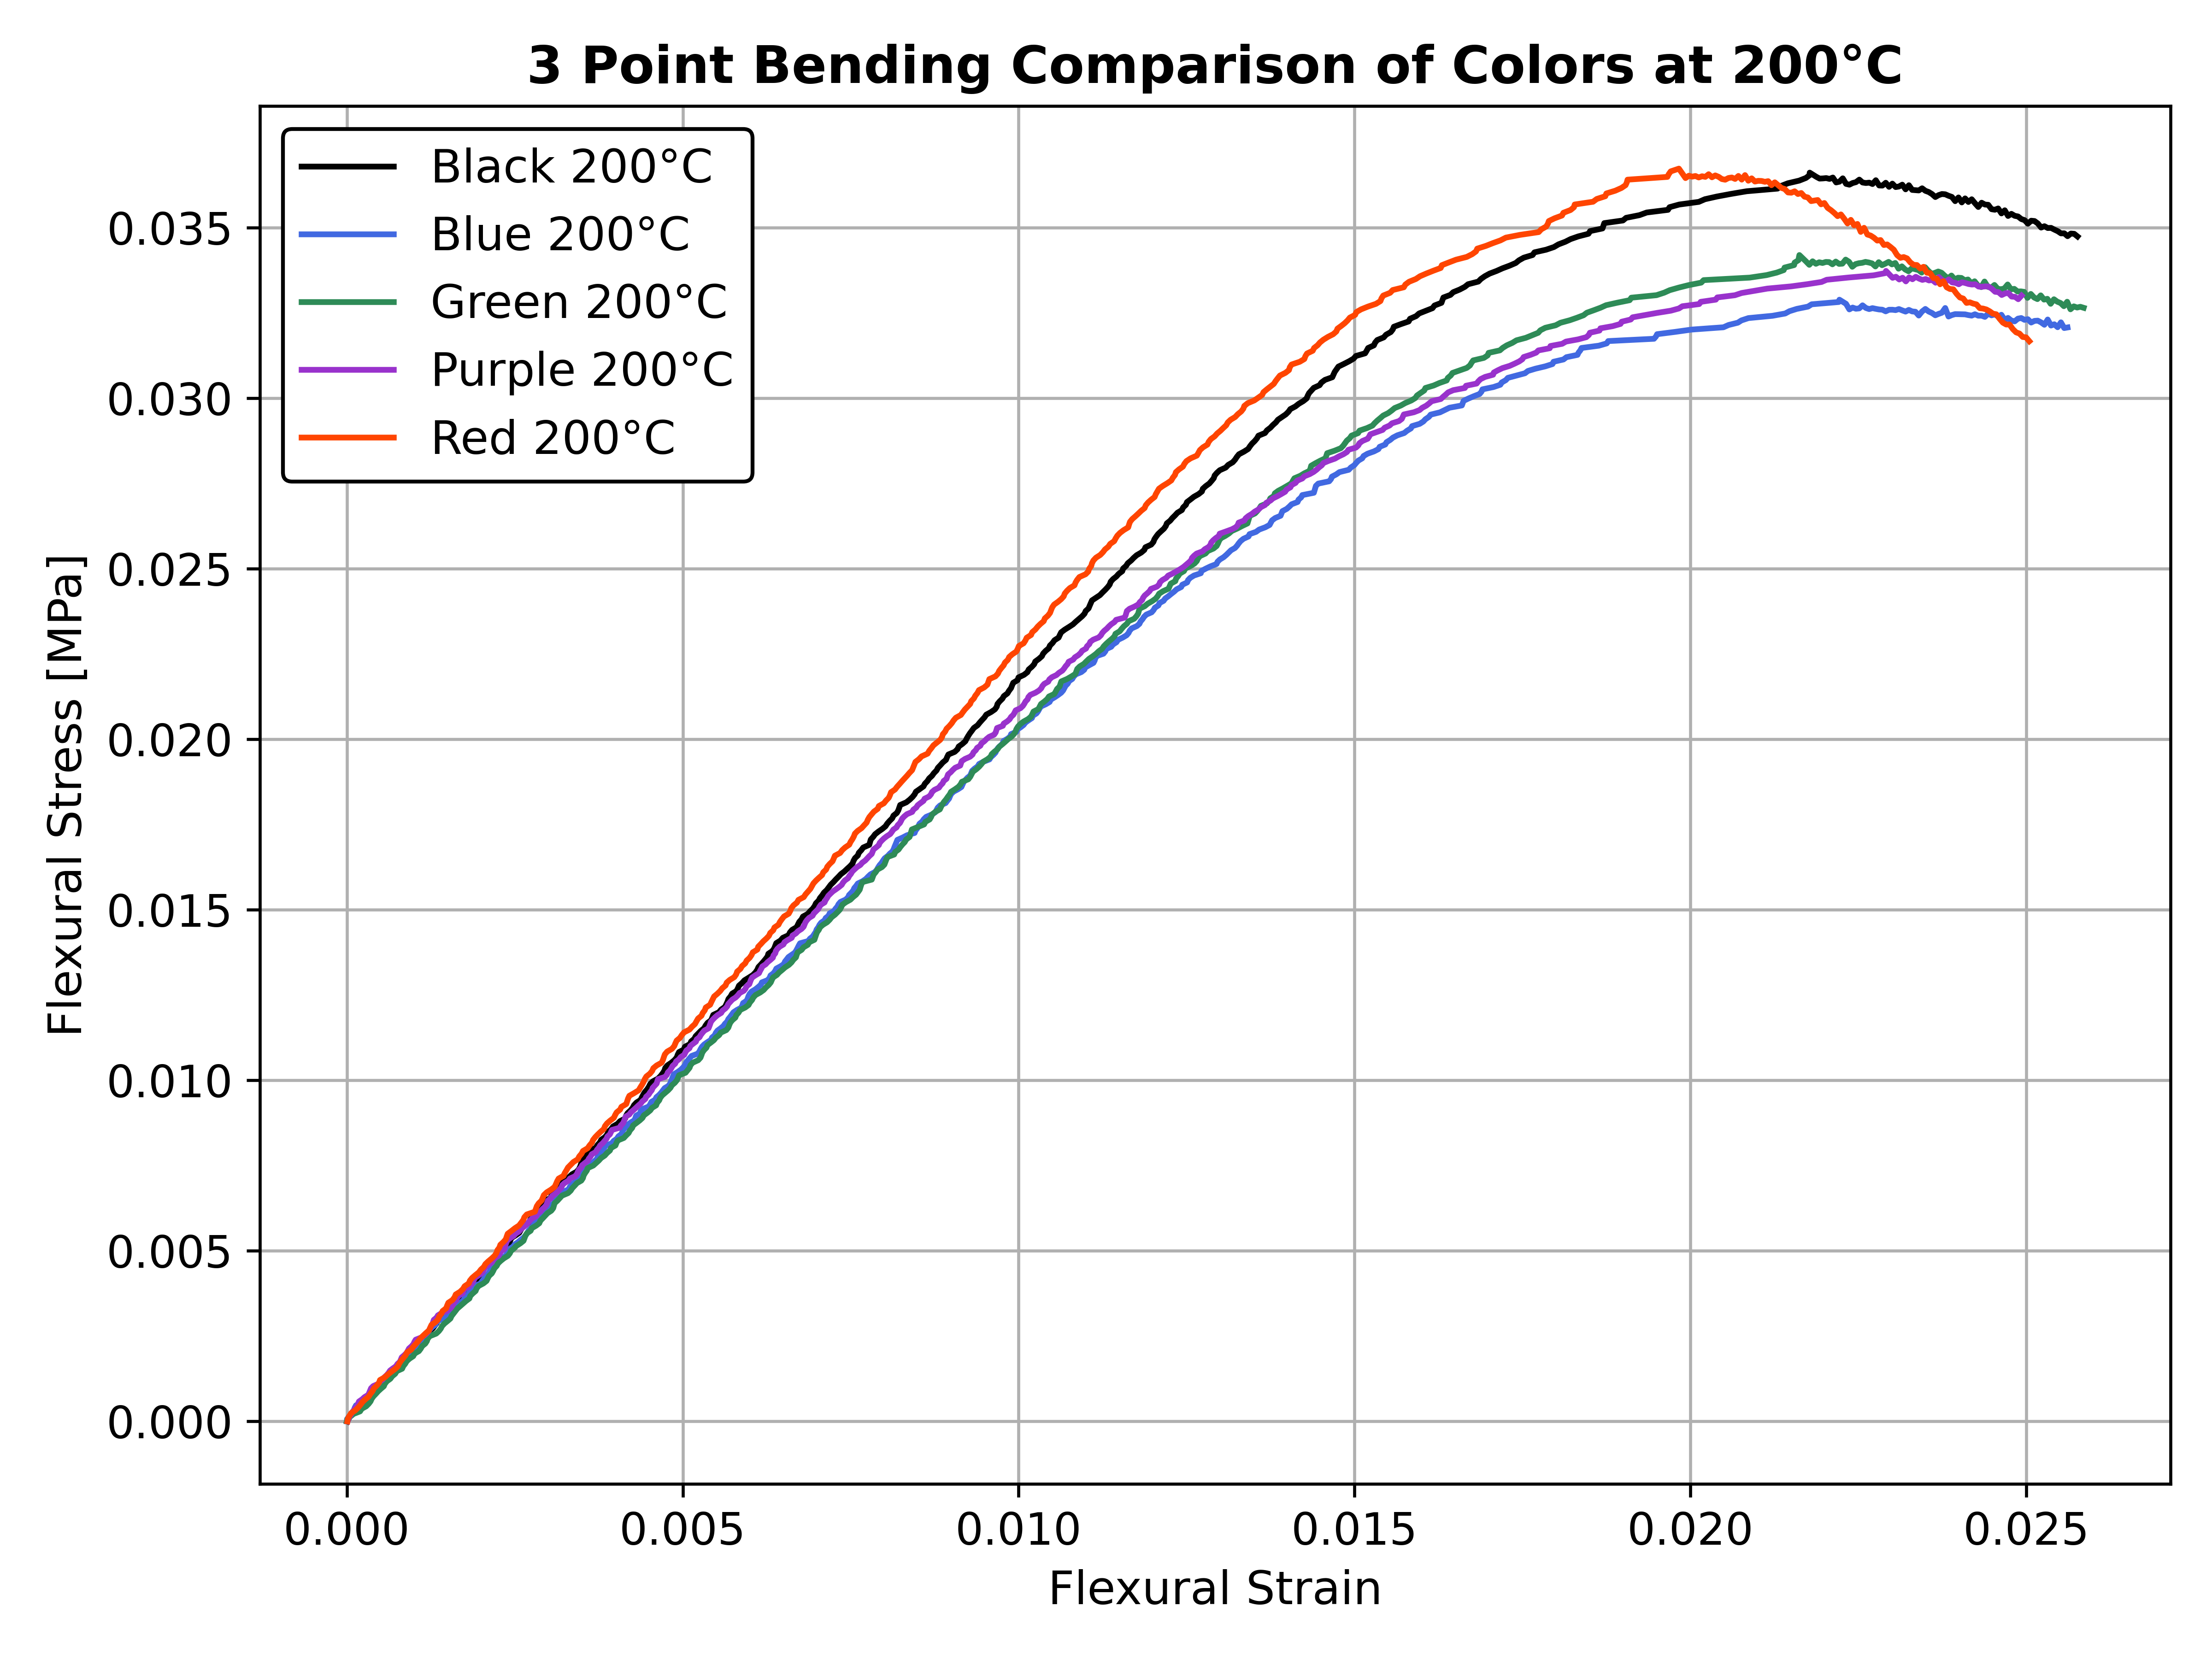 3 Point Bending Comparison of Colors at 200°C
Black 200°C
Blue 200°C
Green 200°C
Purple 200°C
Red 200°C
Flexural Stress [MPa]
0.035
0.030
0.025
0.020
0.015
0.010
0.005
0.000
0.000 0.005 0.010 0.015 0.020 0.025
Flexural Strain